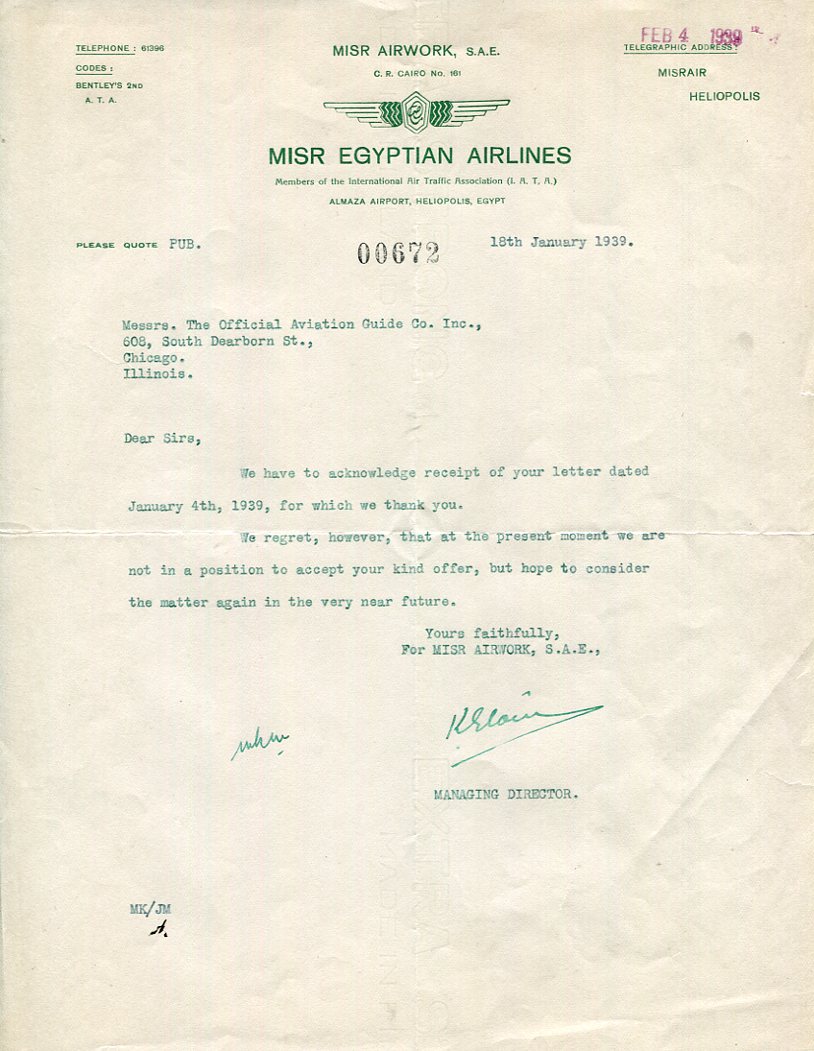 TELEPHONE : 61396
CODES :
BENTLEY'S 2ND
A. T. A.
MISR AIRWORK, S.A.E.
C. R. CAIRO No. 161
FEB 4 1939
TELEGRAPHIC ADDRESS:
MISRAIR
HELIOPOLIS
MISR EGYPTIAN AIRLINES
Members of the International Air Traffic Association (I. A. T. A.)
ALMAZA AIRPORT, HELIOPOLIS, EGYPT
PLEASE QUOTE PUB.
00672
18th January 1939.
Messrs. The Official Aviation Guide Co. Inc.,
608, South Dearborn St.,
Chicago.
Illinois.
Dear Sirs,
We have to acknowledge receipt of your letter dated
January 4th, 1939, for which we thank you.
We regret, however, that at the present moment we are
not in a position to accept your kind offer, but hope to consider
the matter again in the very near future.
Yours faithfully,
For MISR AIRWORK, S.A.E.,
MANAGING DIRECTOR.
MK/JM